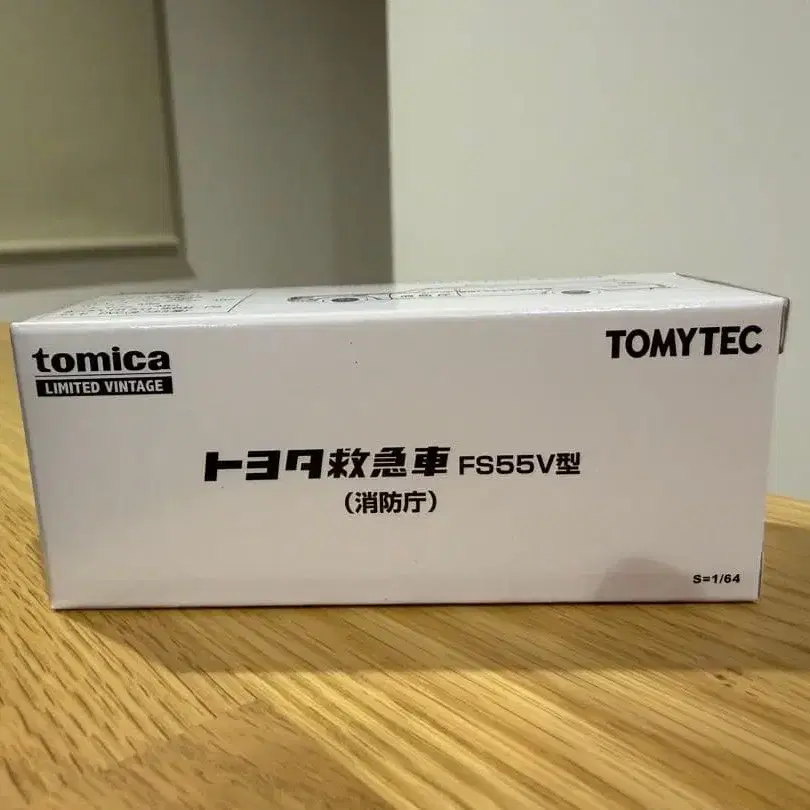 tomica
LIMITED VINTAGE
TOMYTEC
トヨタ救急車 FS55V型
(消防庁)
S=1/64